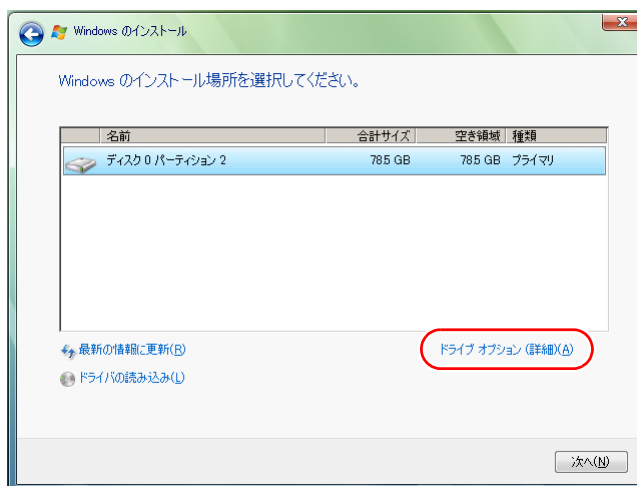 Windows のインストール
Windows のインストール場所を選択してください。
名前 合計サイズ 空き領域 種類
ディスク 0 パーティション 2 78.5 GB 78.5 GB プライマリ
最新の情報に更新(R) ドライブ オプション (詳細)(A)
ドライバの読み込み(L)
次へ(N)